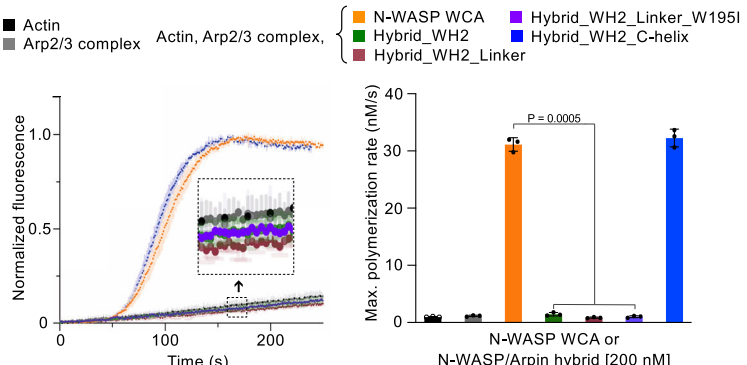 Actin
Arp2/3 complex
Actin, Arp2/3 complex,
N-WASP WCA
Hybrid_WH2
Hybrid_WH2_Linker
Hybrid_WH2_Linker_W195I
Hybrid_WH2_C-helix
Normalized fluorescence
1.0
0.5
0
0
100
200
Time (s)
Max. polymerization rate (nM/s)
40
30
20
10
0
P = 0.0005
N-WASP WCA or
N-WASP/Arpin hybrid [200 nM]